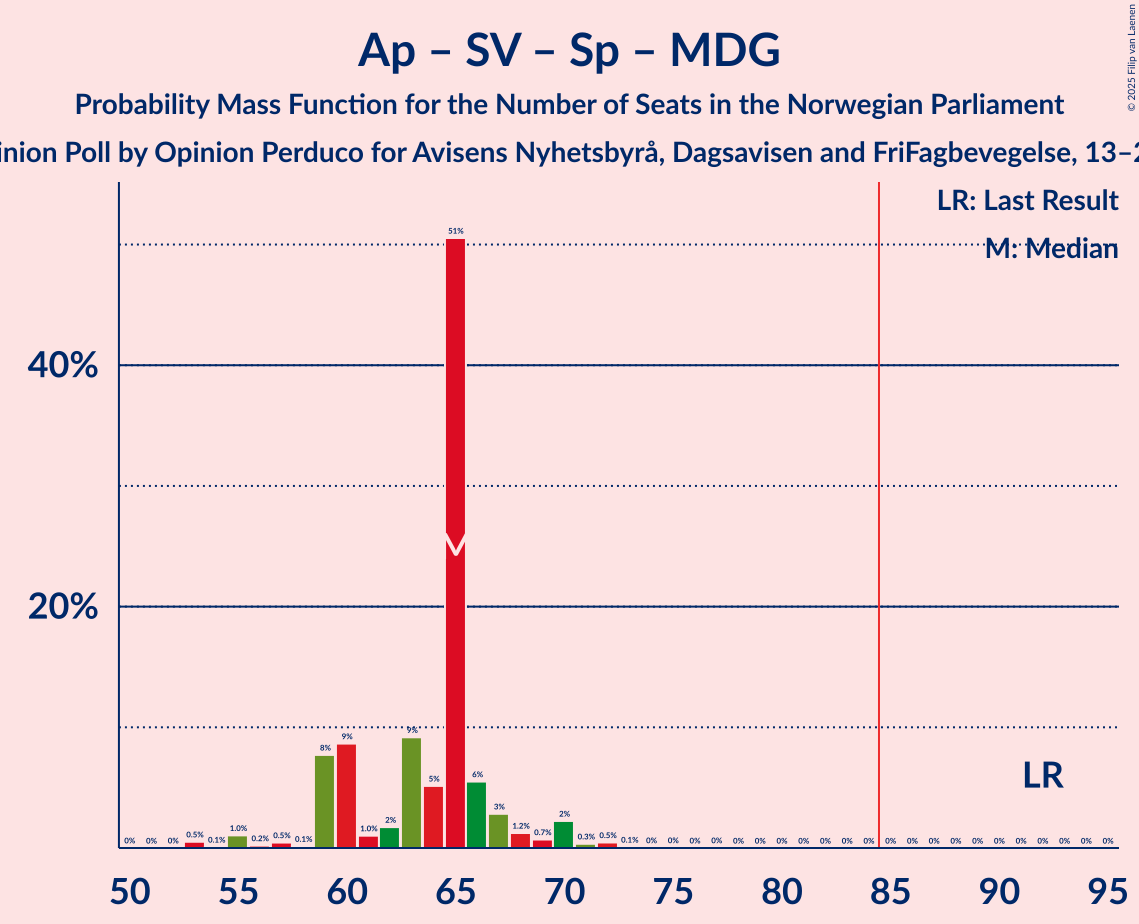 Ap – SV – Sp – MDG
Probability Mass Function for the Number of Seats in the Norwegian Parliament
inion Poll by Opinion Perduco for Avisens Nyhetsbyrå, Dagsavisen and FriFagbevegelse, 13–2
© 2025 Filip van Laenen
LR: Last Result
M: Median
40%
20%
51%
0% 0% 0% 0.5% 0.1% 1.0% 0.2% 0.5% 0.1% 8% 9% 1.0% 2% 9% 5% 6% 3% 1.2% 0.7% 2% 0.3% 0.5% 0.1% 0% 0% 0% 0% 0% 0% 0% 0% 0% 0% 0% 0% 0% 0% 0% 0% 0% 0% 0% 0% 0% 0%
M
LR
50 55 60 65 70 75 80 85 90 95